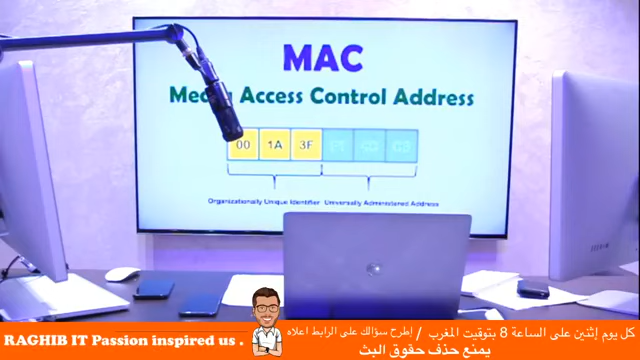 MAC
Media Access Control Address
00 1A 3F
Organizationally Unique Identifier Universally Administered Address
كل يوم إثنين على الساعة 8 بتوقيت المغرب / إطرح سؤالك على الرابط اعلاه
RAGHIB IT Passion inspired us .
يمنع حذف حقوق البث